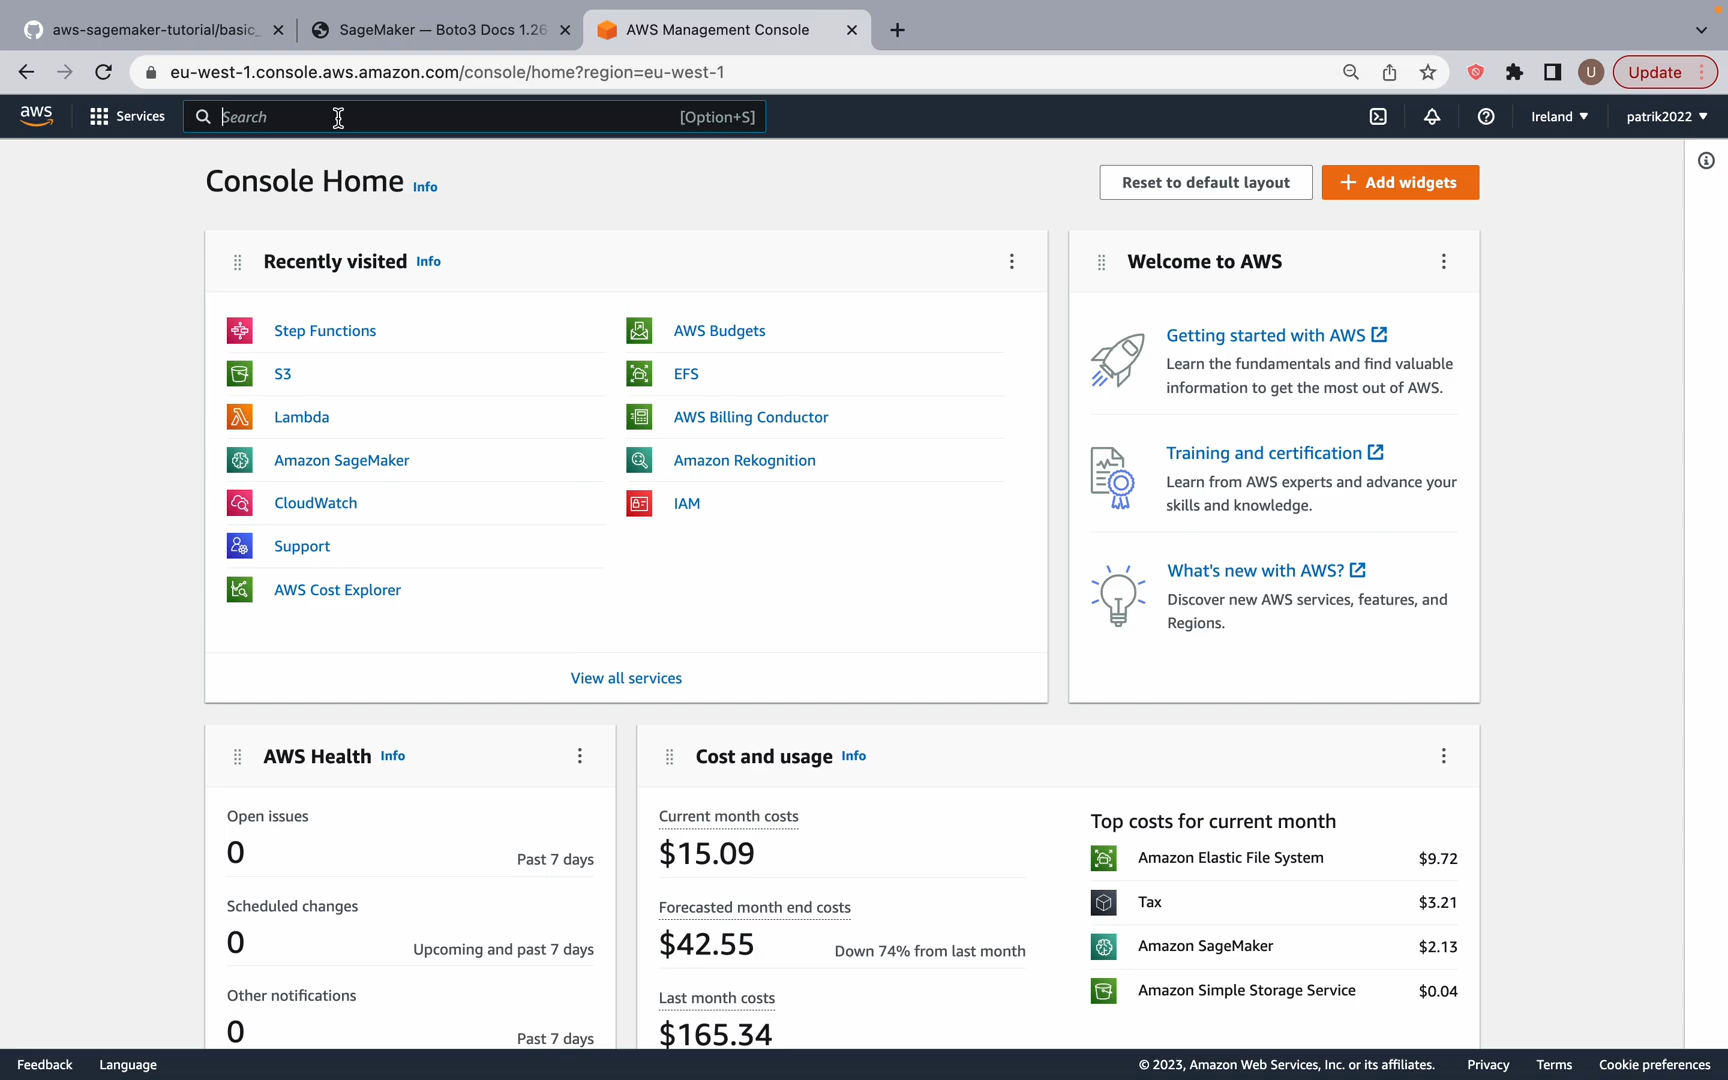 aws-sagemaker-tutorial/basic_
SageMaker — Boto3 Docs 1.26
AWS Management Console
eu-west-1.console.aws.amazon.com/console/home?region=eu-west-1
U
Update
aws
Services
Search
[Option+S]
Ireland
patrik2022
Console Home Info
Reset to default layout
Add widgets
Recently visited Info
Step Functions
S3
Lambda
Amazon SageMaker
CloudWatch
Support
AWS Cost Explorer
AWS Budgets
EFS
AWS Billing Conductor
Amazon Rekognition
IAM
View all services
Welcome to AWS
Getting started with AWS
Learn the fundamentals and find valuable
information to get the most out of AWS.
Training and certification
Learn from AWS experts and advance your
skills and knowledge.
What's new with AWS?
Discover new AWS services, features, and
Regions.
AWS Health Info
Open issues
0
Past 7 days
Scheduled changes
0
Upcoming and past 7 days
Other notifications
0
Past 7 days
Cost and usage Info
Current month costs
$15.09
Forecasted month end costs
$42.55
Down 74% from last month
Last month costs
$165.34
Top costs for current month
Amazon Elastic File System $9.72
Tax $3.21
Amazon SageMaker $2.13
Amazon Simple Storage Service $0.04
Feedback
Language
© 2023, Amazon Web Services, Inc. or its affiliates.
Privacy
Terms
Cookie preferences